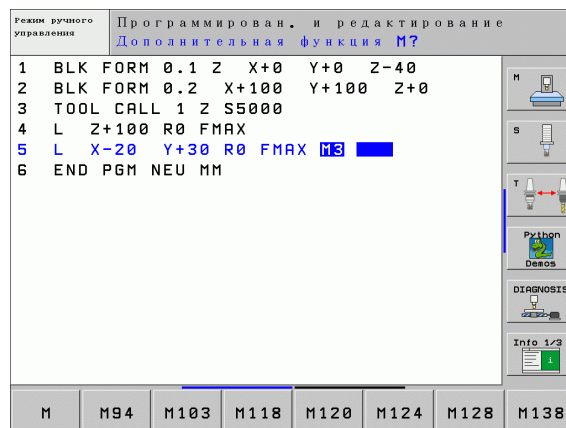 Режим ручного
управления
Программирован. и редактирование
Дополнительная функция M?
1 BLK FORM 0.1 Z X+0 Y+0 Z-40
2 BLK FORM 0.2 X+100 Y+100 Z+0
3 TOOL CALL 1 Z S5000
4 L Z+100 R0 FMAX
5 L X-20 Y+30 R0 FMAX M3
6 END PGM NEU MM
M
S
T
Python
Demos
DIAGNOSIS
Info 1/3
i
M M94 M103 M118 M120 M124 M128 M138